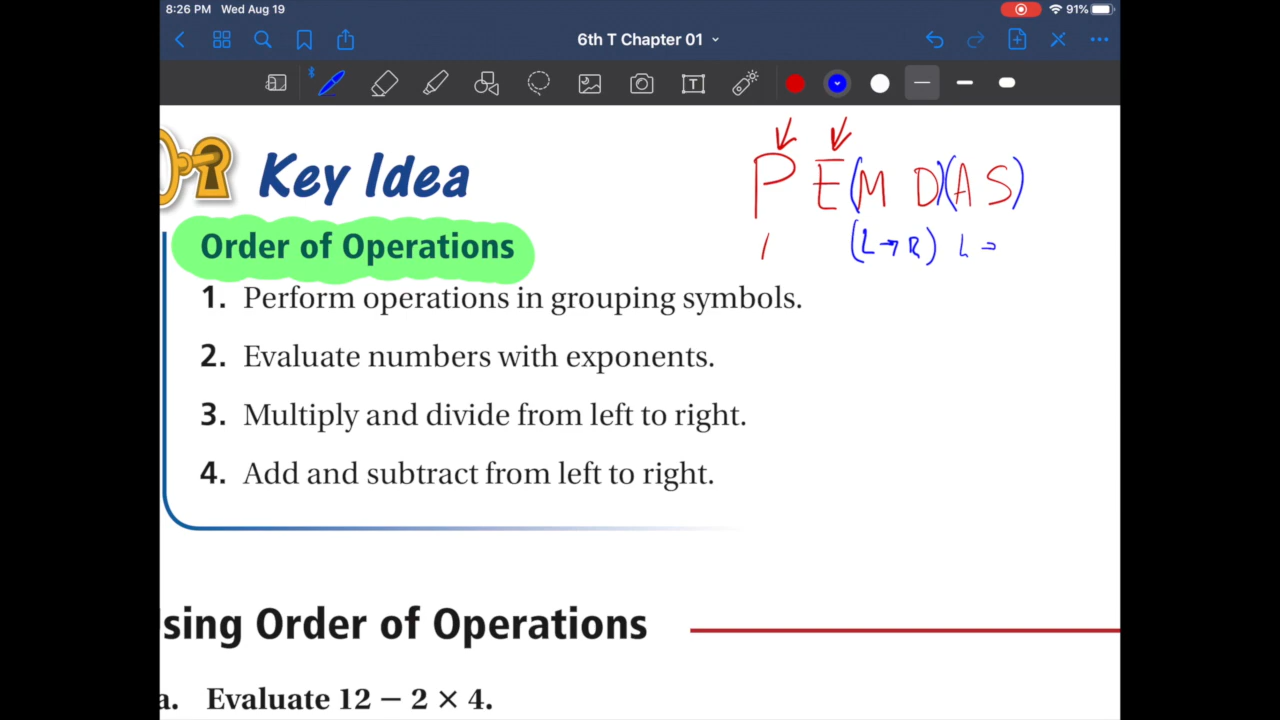 8:26 PM Wed Aug 19
91%
6th T Chapter 01
T
Key Idea
P E (M D)(A S)
Order of Operations
(L→R) L →
1. Perform operations in grouping symbols.
2. Evaluate numbers with exponents.
3. Multiply and divide from left to right.
4. Add and subtract from left to right.
sing Order of Operations
a. Evaluate 12 − 2 × 4.